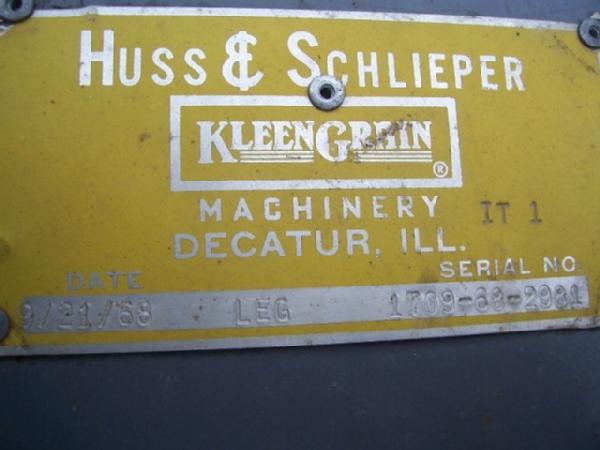 HUSS & SCHLIEPER
KLEENGRAIN
®
MACHINERY IT 1
DECATUR, ILL.
DATE SERIAL NO
9/21/68 LEG 1709-68-2981